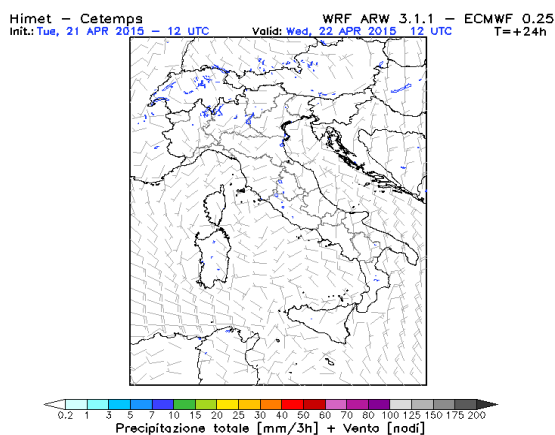 Himet – Cetemps WRF ARW 3.1.1 – ECMWF 0.25
Init.: Tue, 21 APR 2015 – 12 UTC Valid: Wed, 22 APR 2015 12 UTC T=+24h
0.2 1 3 5 7 10 15 20 25 30 40 50 60 70 80 100 125 150 175 200
Precipitazione totale [mm/3h] + Vento [nodi]